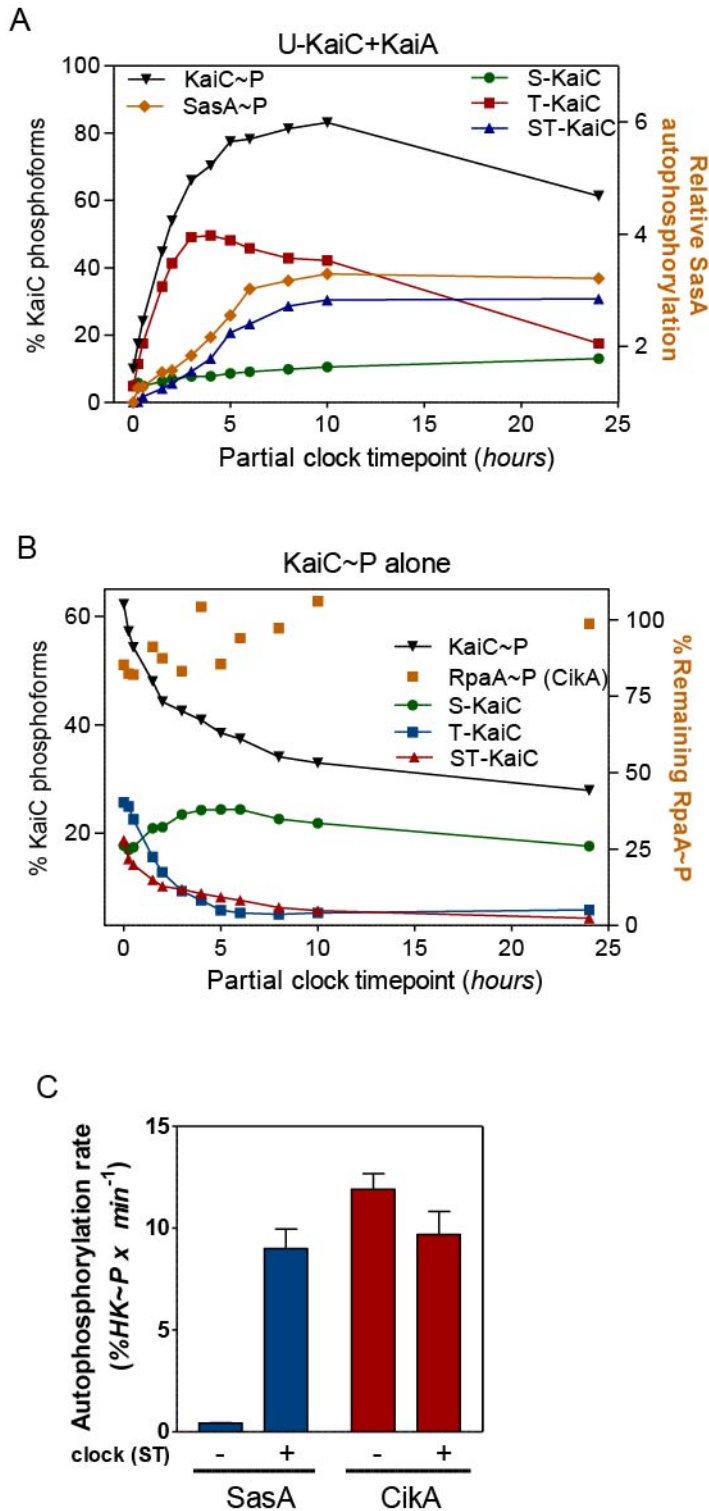 A
U-KaiC+KaiA
100
80
60
40
20
0
% KaiC phosphoforms
KaiC~P
SasA~P
S-KaiC
T-KaiC
ST-KaiC
6
4
2
Relative SasA
autophosphorylation
0 5 10 15 20 25
Partial clock timepoint (hours)
B
KaiC~P alone
60
40
20
% KaiC phosphoforms
KaiC~P
RpaA~P (CikA)
S-KaiC
T-KaiC
ST-KaiC
100
75
50
25
0
% Remaining RpaA~P
0 5 10 15 20 25
Partial clock timepoint (hours)
C
15
10
5
0
Autophosphorylation rate
(%HK~P x min-1)
clock (ST) - + - +
SasA CikA